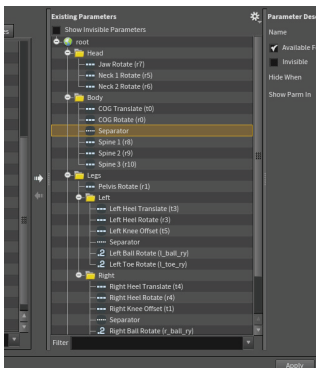 Existing Parameters
Show Invisible Parameters
root
Head
Jaw Rotate (r7)
Neck 1 Rotate (r5)
Neck 2 Rotate (r6)
Body
COG Translate (t0)
COG Rotate (r0)
Separator
Spine 1 (r8)
Spine 2 (r9)
Spine 3 (r10)
Legs
Pelvis Rotate (r1)
Left
Left Heel Translate (t3)
Left Heel Rotate (r3)
Left Knee Offset (t5)
Separator
Left Ball Rotate (l_ball_ry)
Left Toe Rotate (l_toe_ry)
Right
Right Heel Translate (t4)
Right Heel Rotate (r4)
Right Knee Offset (t1)
Separator
Right Ball Rotate (r_ball_ry)
Filter
Parameter Des
Name
Available F
Invisible
Hide When
Show Parm In
Apply